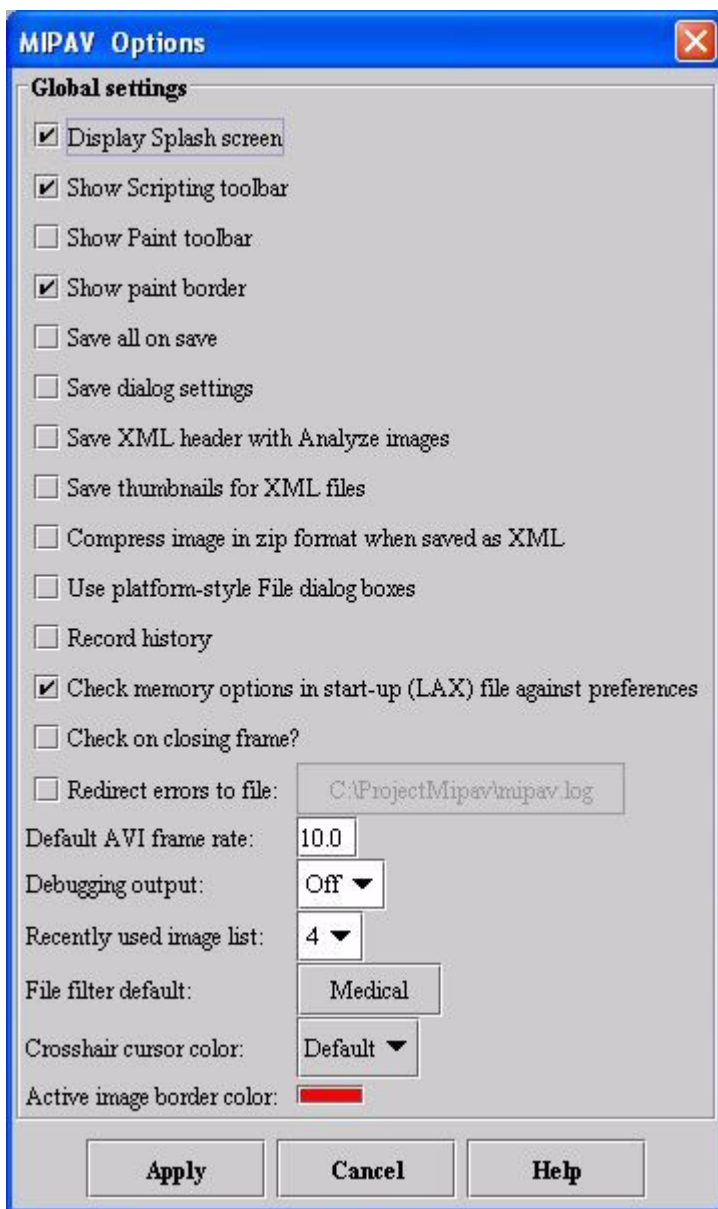 MIPAV Options
Global settings
Display Splash screen
Show Scripting toolbar
Show Paint toolbar
Show paint border
Save all on save
Save dialog settings
Save XML header with Analyze images
Save thumbnails for XML files
Compress image in zip format when saved as XML
Use platform-style File dialog boxes
Record history
Check memory options in start-up (LAX) file against preferences
Check on closing frame?
Redirect errors to file: C:\ProjectMipav\mipav.log
Default AVI frame rate: 10.0
Debugging output: Off
Recently used image list: 4
File filter default: Medical
Crosshair cursor color: Default
Active image border color:
Apply Cancel Help